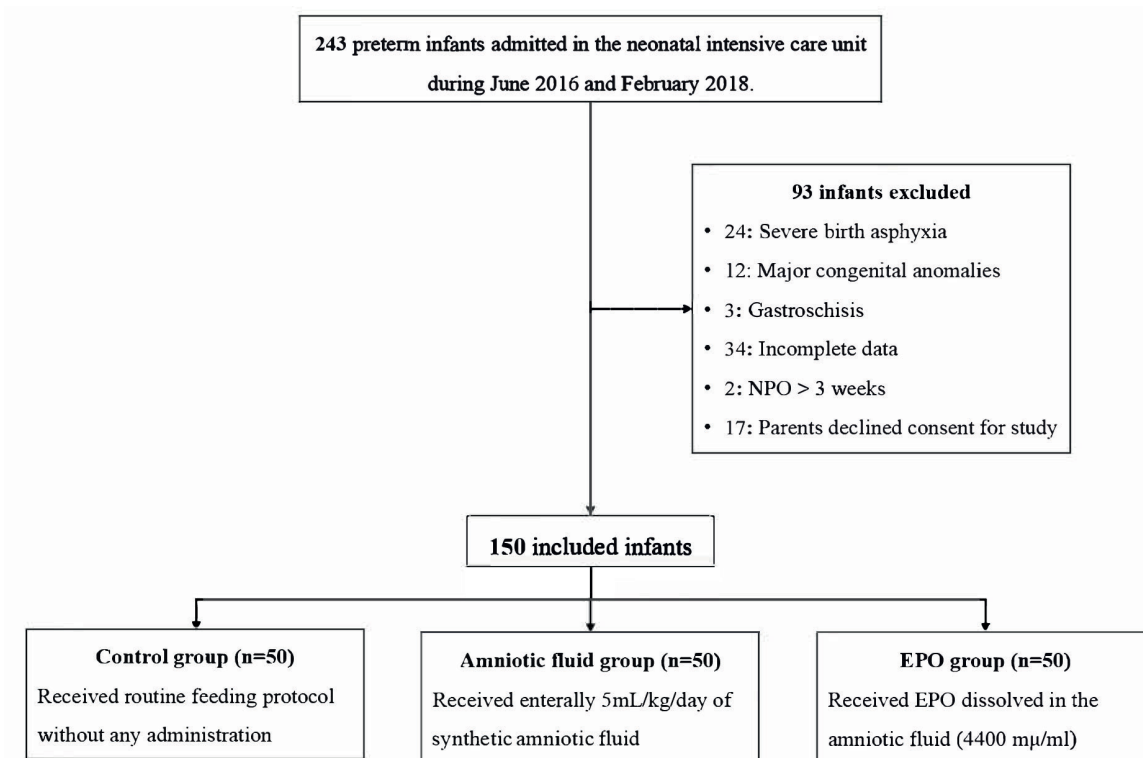 243 preterm infants admitted in the neonatal intensive care unit
during June 2016 and February 2018.
93 infants excluded
• 24: Severe birth asphyxia
• 12: Major congenital anomalies
• 3: Gastroschisis
• 34: Incomplete data
• 2: NPO > 3 weeks
• 17: Parents declined consent for study
150 included infants
Control group (n=50)
Received routine feeding protocol
without any administration
Amniotic fluid group (n=50)
Received enterally 5mL/kg/day of
synthetic amniotic fluid
EPO group (n=50)
Received EPO dissolved in the
amniotic fluid (4400 mμ/ml)